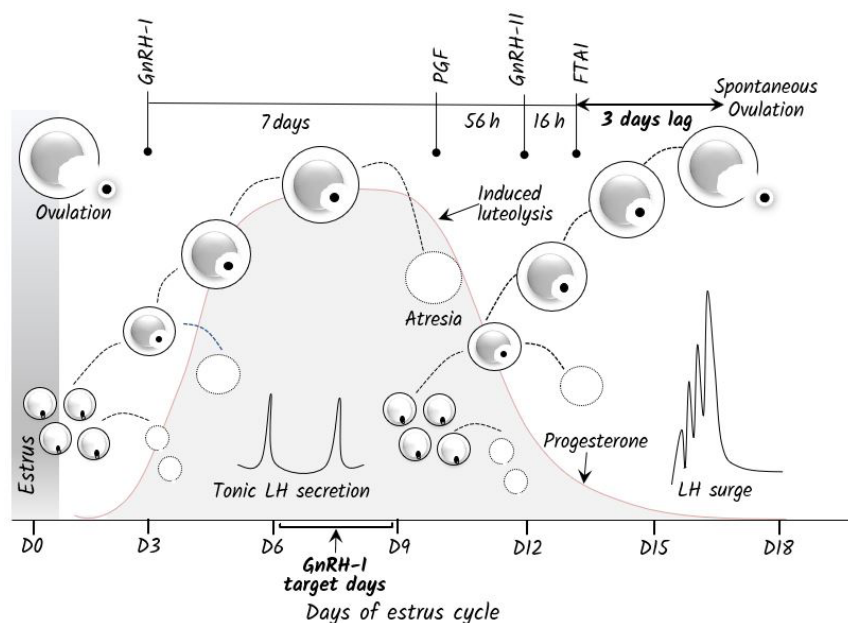 GnRH-I
PGF
GnRH-II
FTAI
Spontaneous
Ovulation
7 days
56 h
16 h
3 days lag
Ovulation
Induced
luteolysis
Atresia
Estrus
Tonic LH secretion
Progesterone
LH surge
D0
D3
D6
D9
D12
D15
D18
GnRH-I
target days
Days of estrus cycle